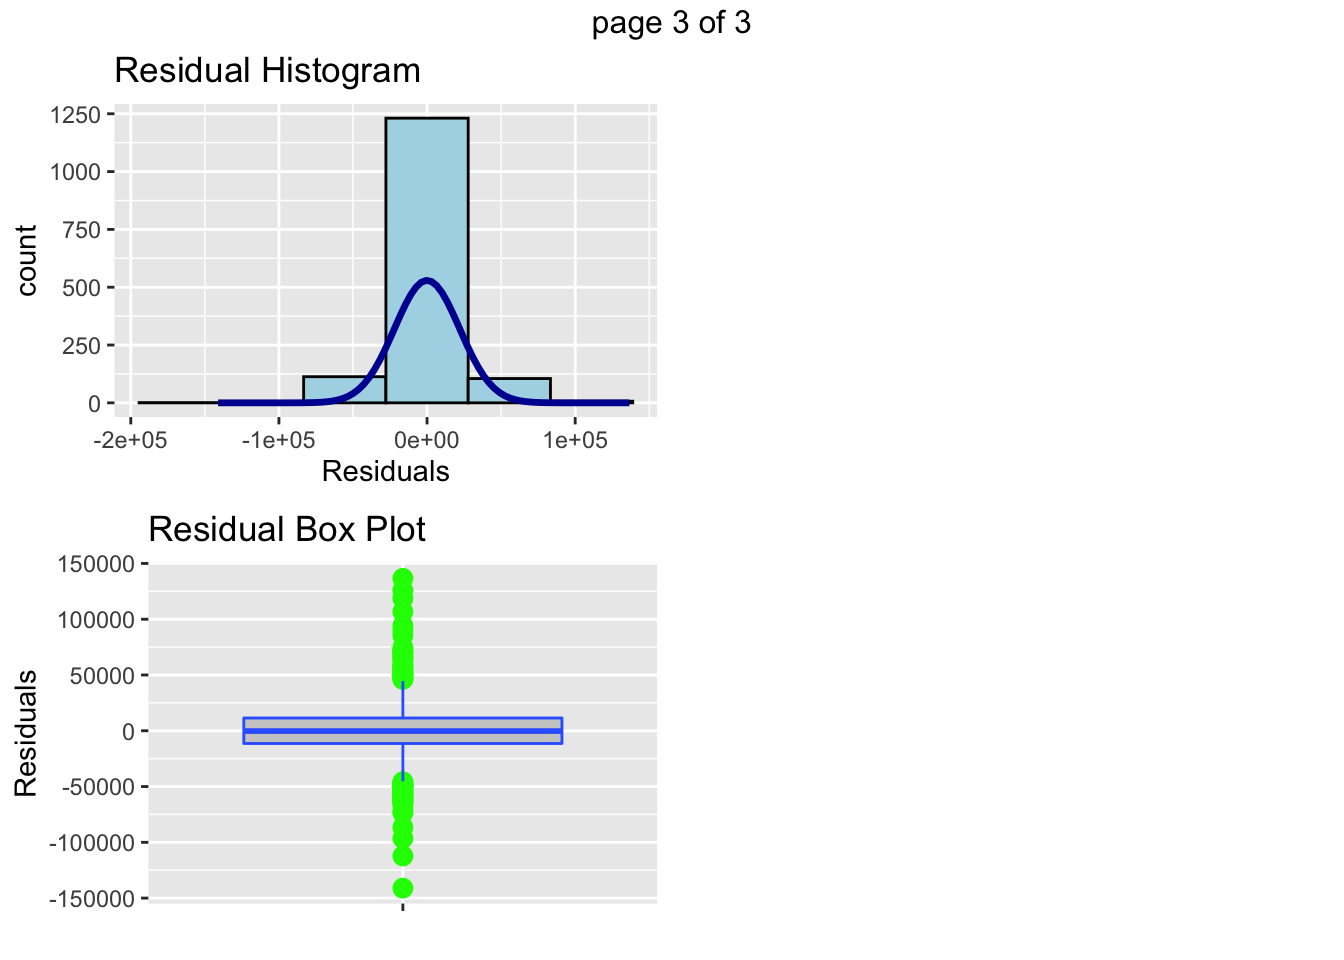 page 3 of 3
Residual Histogram
1250
1000
750
500
250
0
count
-2e+05 -1e+05 0e+00 1e+05
Residuals
Residual Box Plot
150000
100000
50000
0
-50000
-100000
-150000
Residuals